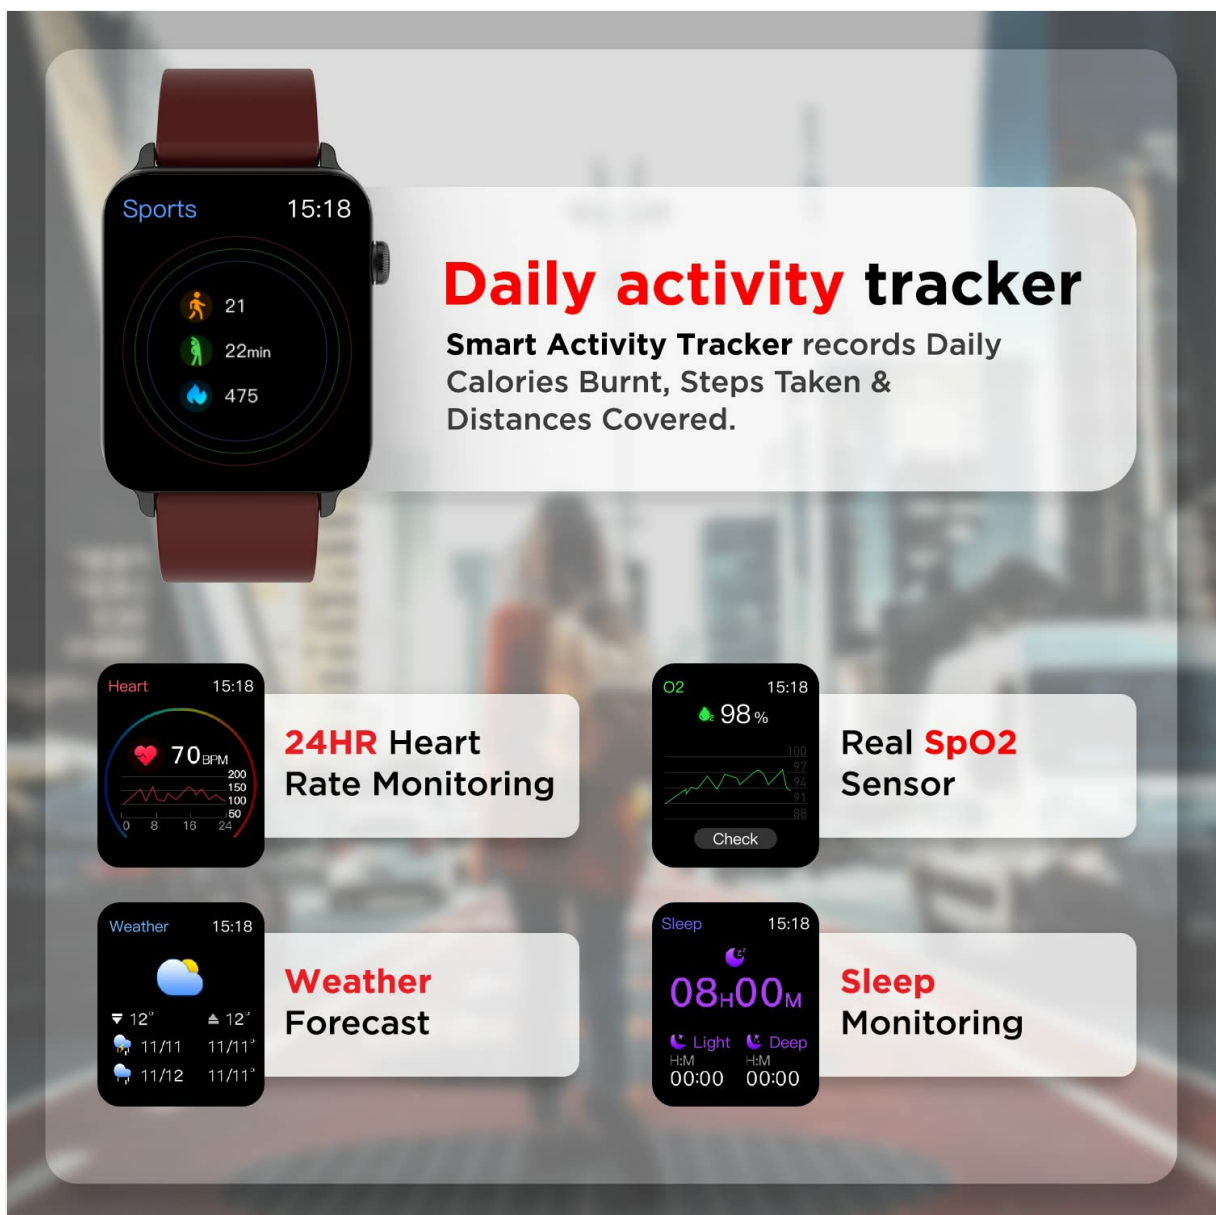 Sports 15:18
21
22min
475
Daily activity tracker
Smart Activity Tracker records Daily
Calories Burnt, Steps Taken &
Distances Covered.
Heart 15:18
70BPM
200
150
100
50
0 8 16 24
24HR Heart
Rate Monitoring
O2 15:18
98%
100
97
94
91
88
Check
Real SpO2
Sensor
Weather 15:18
12° 12°
11/11 11/11°
11/12 11/11°
Weather
Forecast
Sleep 15:18
08H00M
Light Deep
H:M H:M
00:00 00:00
Sleep
Monitoring